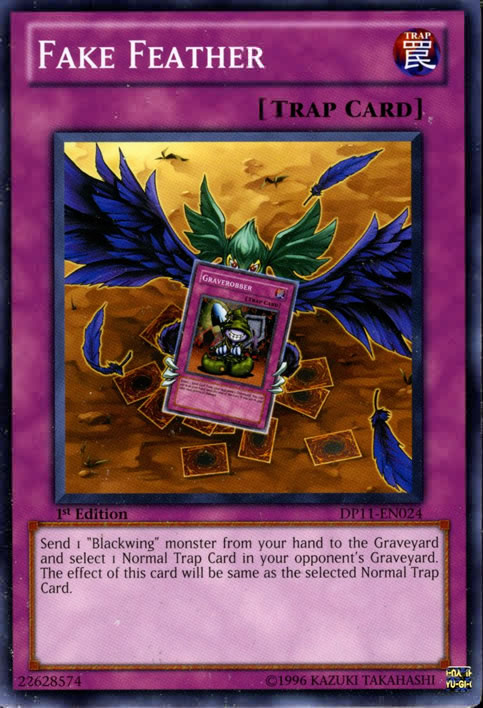 FAKE FEATHER
TRAP
罠
[TRAP CARD]
GRAVEROBBER
[TRAP CARD]
1st Edition
DP11-EN024
Send 1 "Blackwing" monster from your hand to the Graveyard
and select 1 Normal Trap Card in your opponent's Graveyard.
The effect of this card will be same as the selected Normal Trap
Card.
22628574
©1996 KAZUKI TAKAHASHI